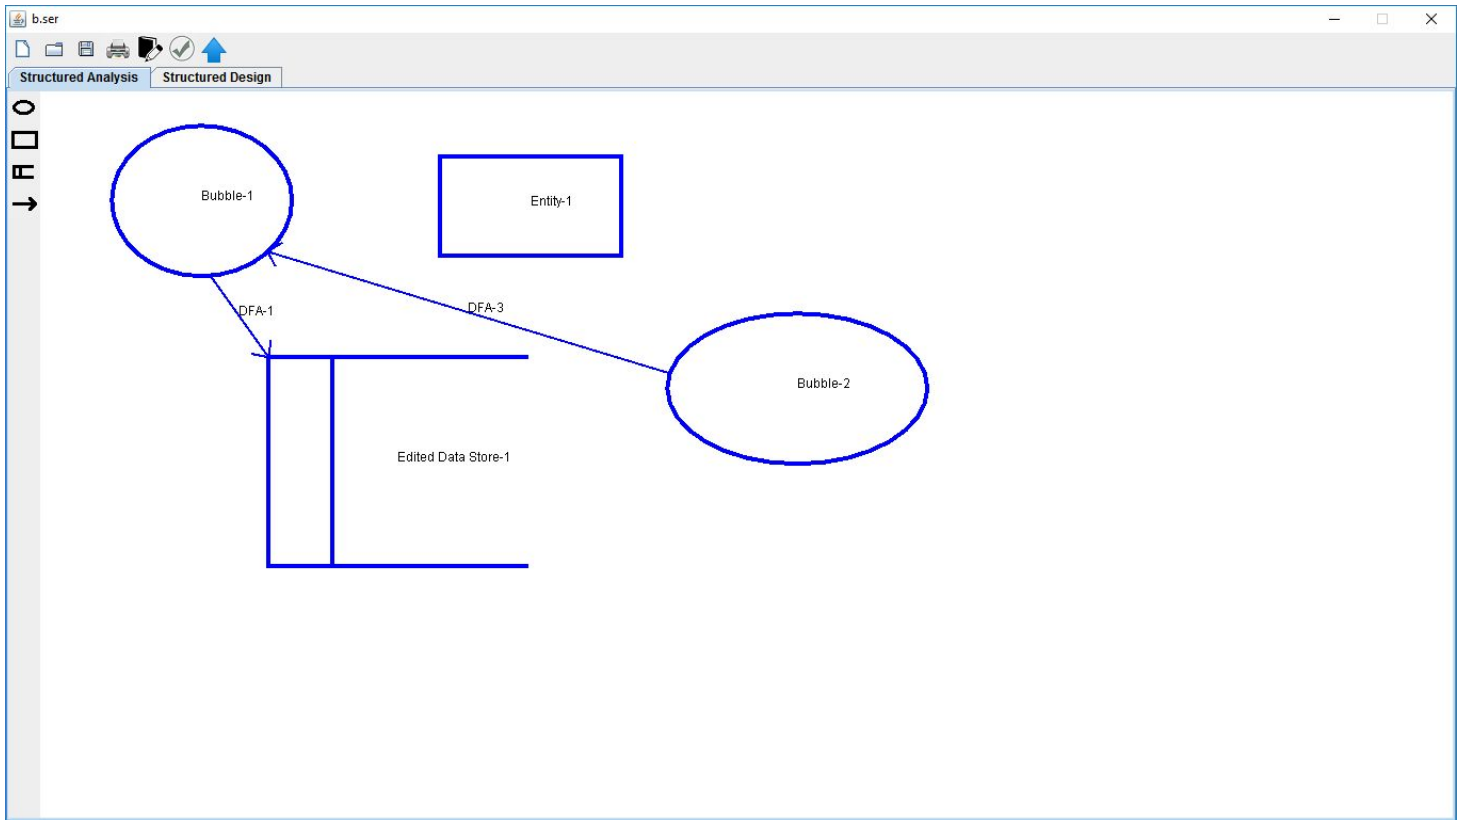 b.ser
Structured Analysis
Structured Design
Bubble-1
Entity-1
DFA-1
DFA-3
Bubble-2
Edited Data Store-1